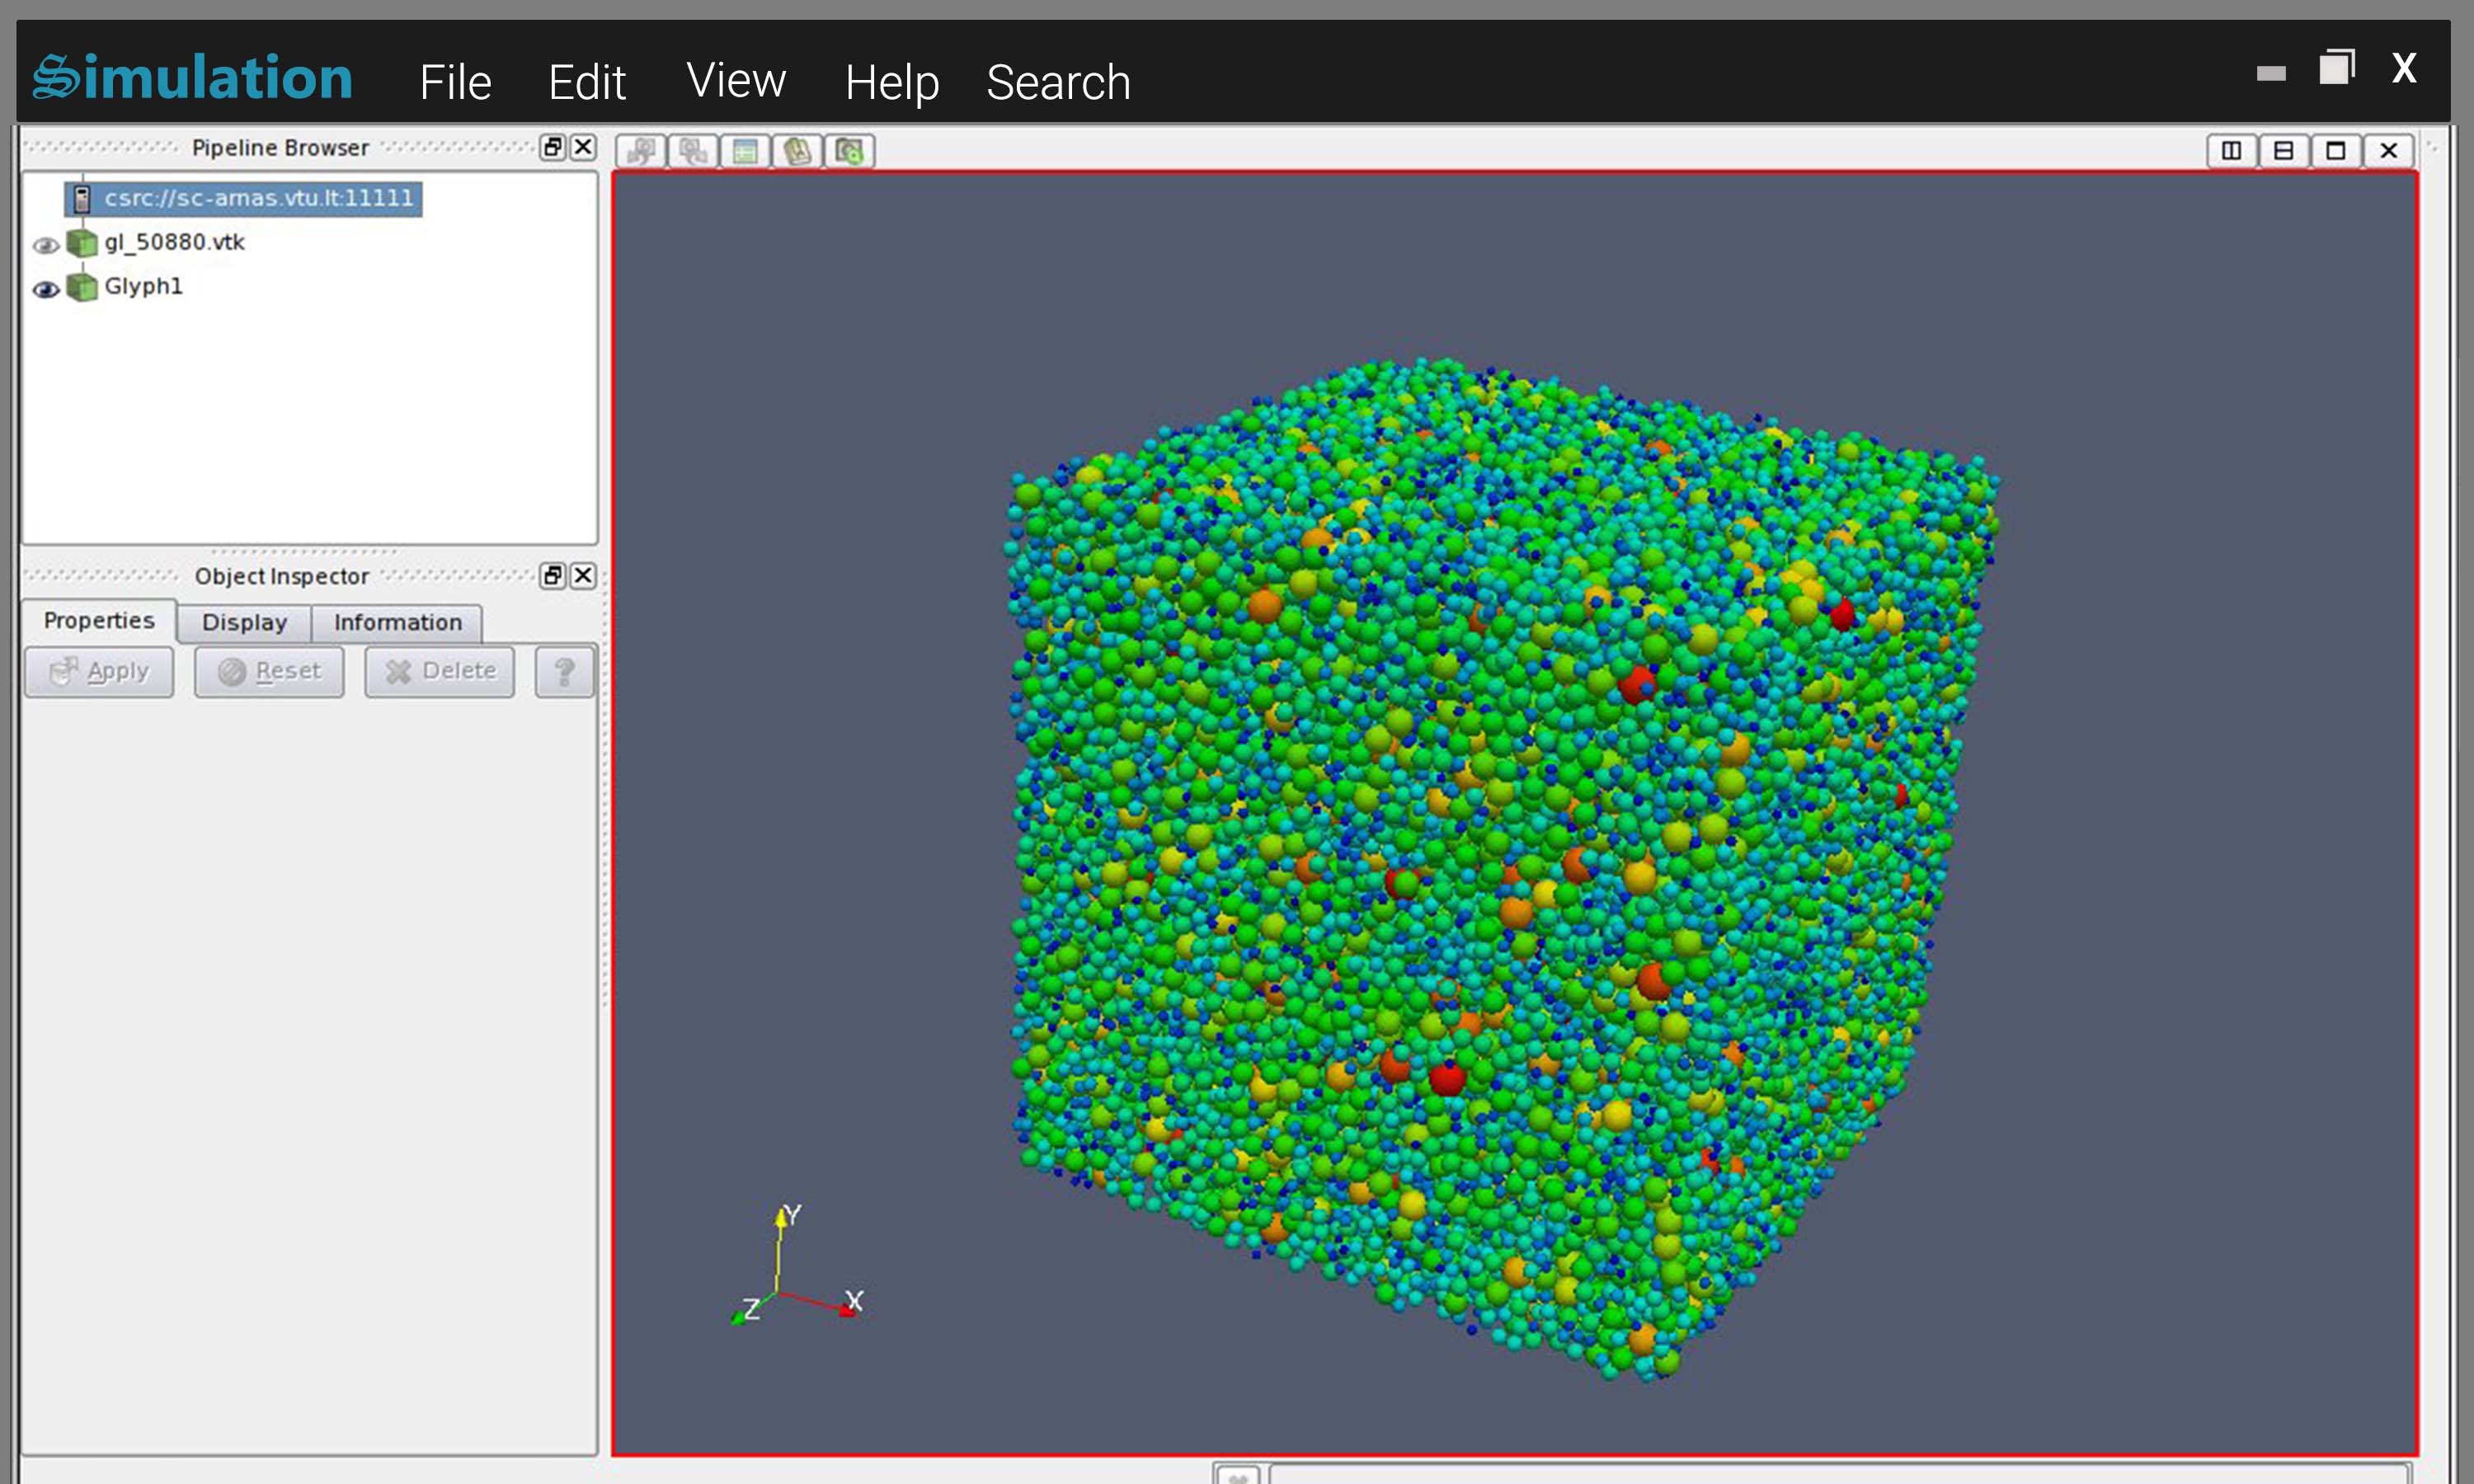 Simulation File Edit View Help Search X
Pipeline Browser
csrc://sc-arnas.vtu.lt:11111
gl_50880.vtk
Glyph1
Object Inspector
Properties Display Information
Apply Reset Delete ?
Y
Z X